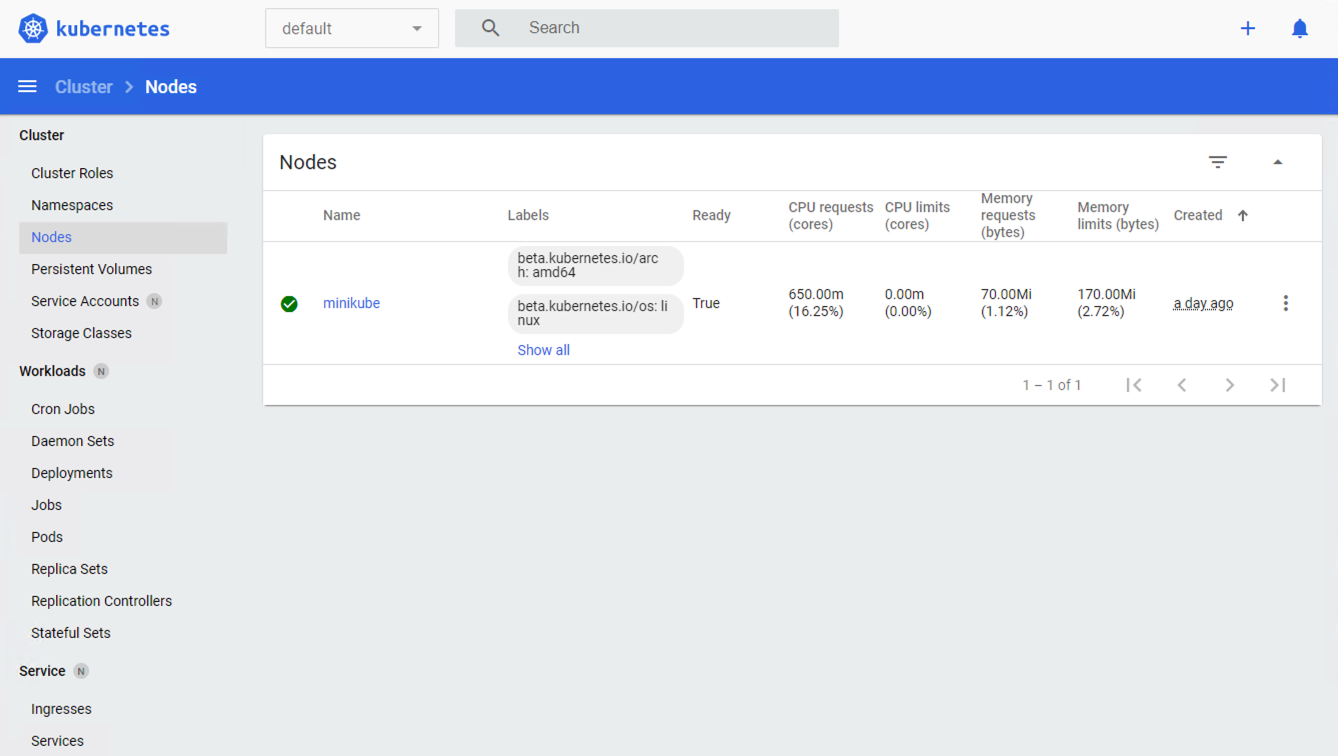 kubernetes
default
Search
Cluster
Nodes
Cluster
Cluster Roles
Namespaces
Nodes
Persistent Volumes
Service Accounts N
Storage Classes
Workloads N
Cron Jobs
Daemon Sets
Deployments
Jobs
Pods
Replica Sets
Replication Controllers
Stateful Sets
Service N
Ingresses
Services
Nodes
Name
Labels
Ready
CPU requests
(cores)
CPU limits
(cores)
Memory
requests
(bytes)
Memory
limits (bytes)
Created
minikube
beta.kubernetes.io/arc
h: amd64
beta.kubernetes.io/os: li
nux
Show all
True
650.00m
(16.25%)
0.00m
(0.00%)
70.00Mi
(1.12%)
170.00Mi
(2.72%)
a day ago
1 – 1 of 1